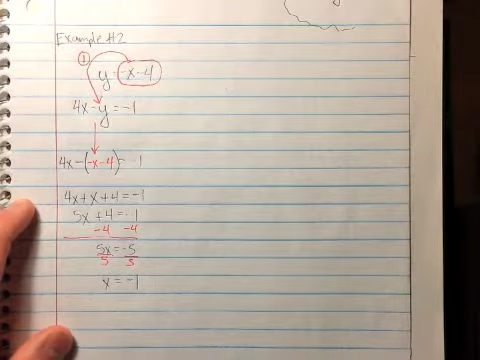 Example #2
①
y = -x-4
4x-y=-1
4x-(-x-4)=-1
4x+x+4=-1
5x+4=-1
-4 -4
5x=-5
5 5
x=-1